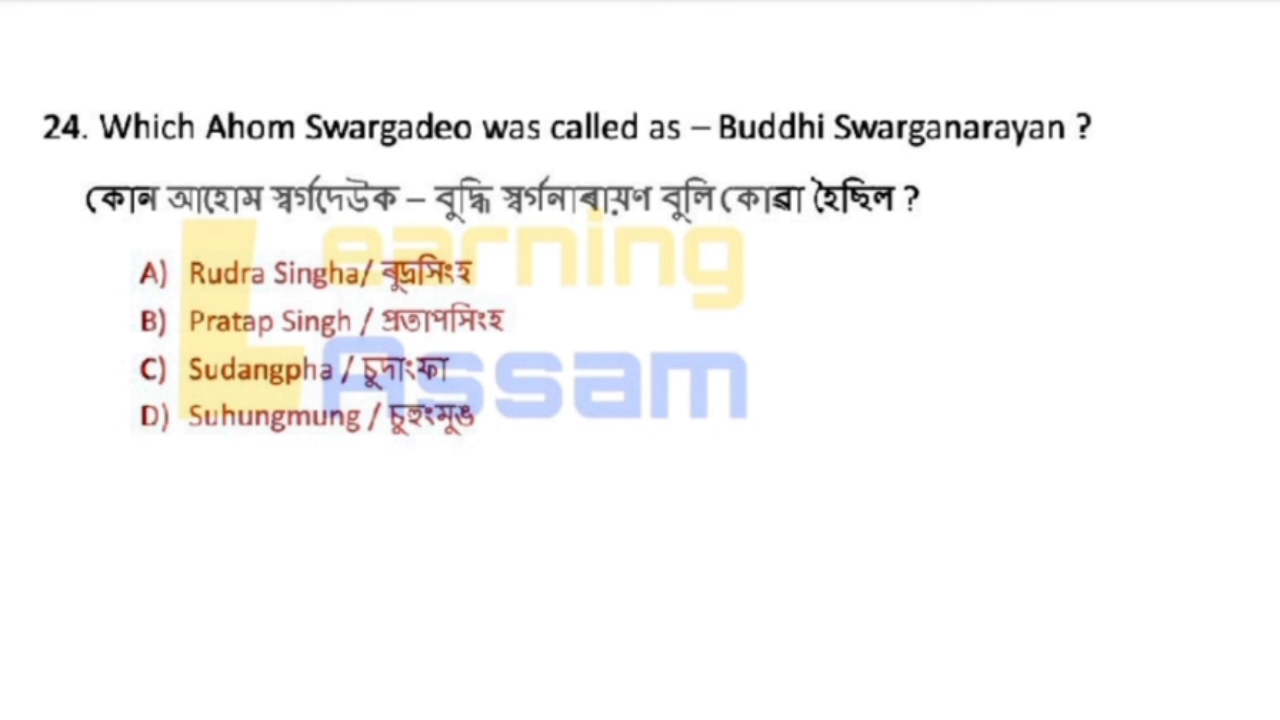 24. Which Ahom Swargadeo was called as – Buddhi Swarganarayan ?
কোন আহোম স্বৰ্গদেউক – বুদ্ধি স্বৰ্গনাৰায়ণ বুলি কোৱা হৈছিল ?
A) Rudra Singha/ ৰুদ্ৰসিংহ
B) Pratap Singh / প্ৰতাপসিংহ
C) Sudangpha / চুদাংফা
D) Suhungmung / চুহুংমুঙ
Learning
Assam